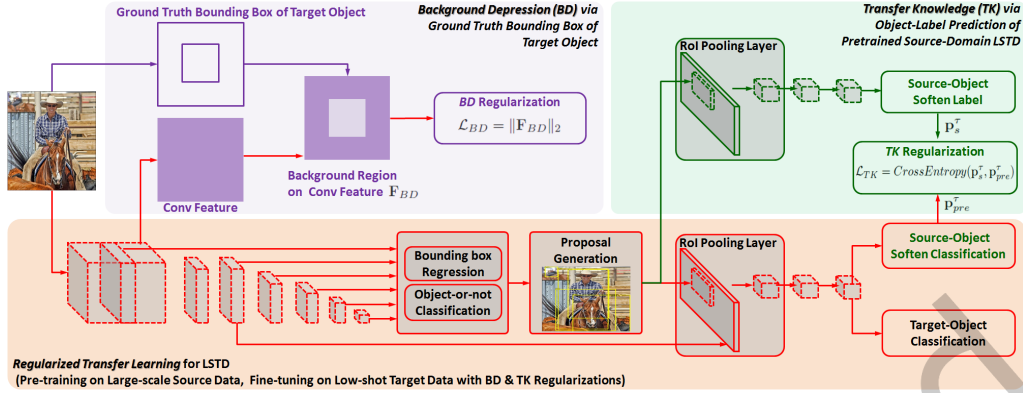 Ground Truth Bounding Box of Target Object
Background Depression (BD) via
Ground Truth Bounding Box of
Target Object
BD Regularization
L_BD = ‖F_BD‖₂
Background Region
on Conv Feature F_BD
Conv Feature
Transfer Knowledge (TK) via
Object-Label Prediction of
Pretrained Source-Domain LSTD
RoI Pooling Layer
Source-Object
Soften Label
p_s^τ
TK Regularization
L_TK = CrossEntropy(p_s^τ, p_pre^τ)
p_pre^τ
Bounding box
Regression
Object-or-not
Classification
Proposal
Generation
RoI Pooling Layer
Source-Object
Soften Classification
Target-Object
Classification
Regularized Transfer Learning for LSTD
(Pre-training on Large-scale Source Data, Fine-tuning on Low-shot Target Data with BD & TK Regularizations)